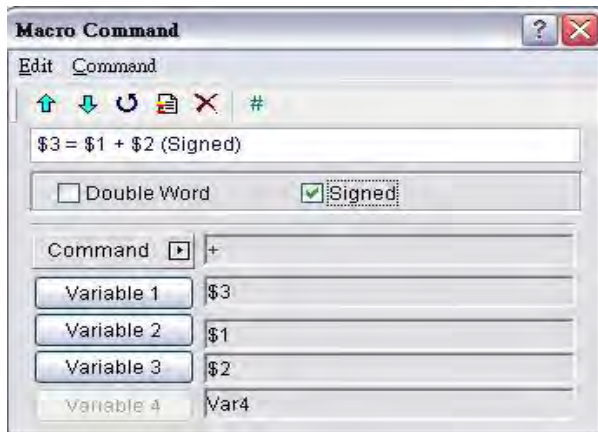 Macro Command
Edit Command
#
$3 = $1 + $2 (Signed)
Double Word Signed
Command +
Variable 1 $3
Variable 2 $1
Variable 3 $2
Variable 4 Var4